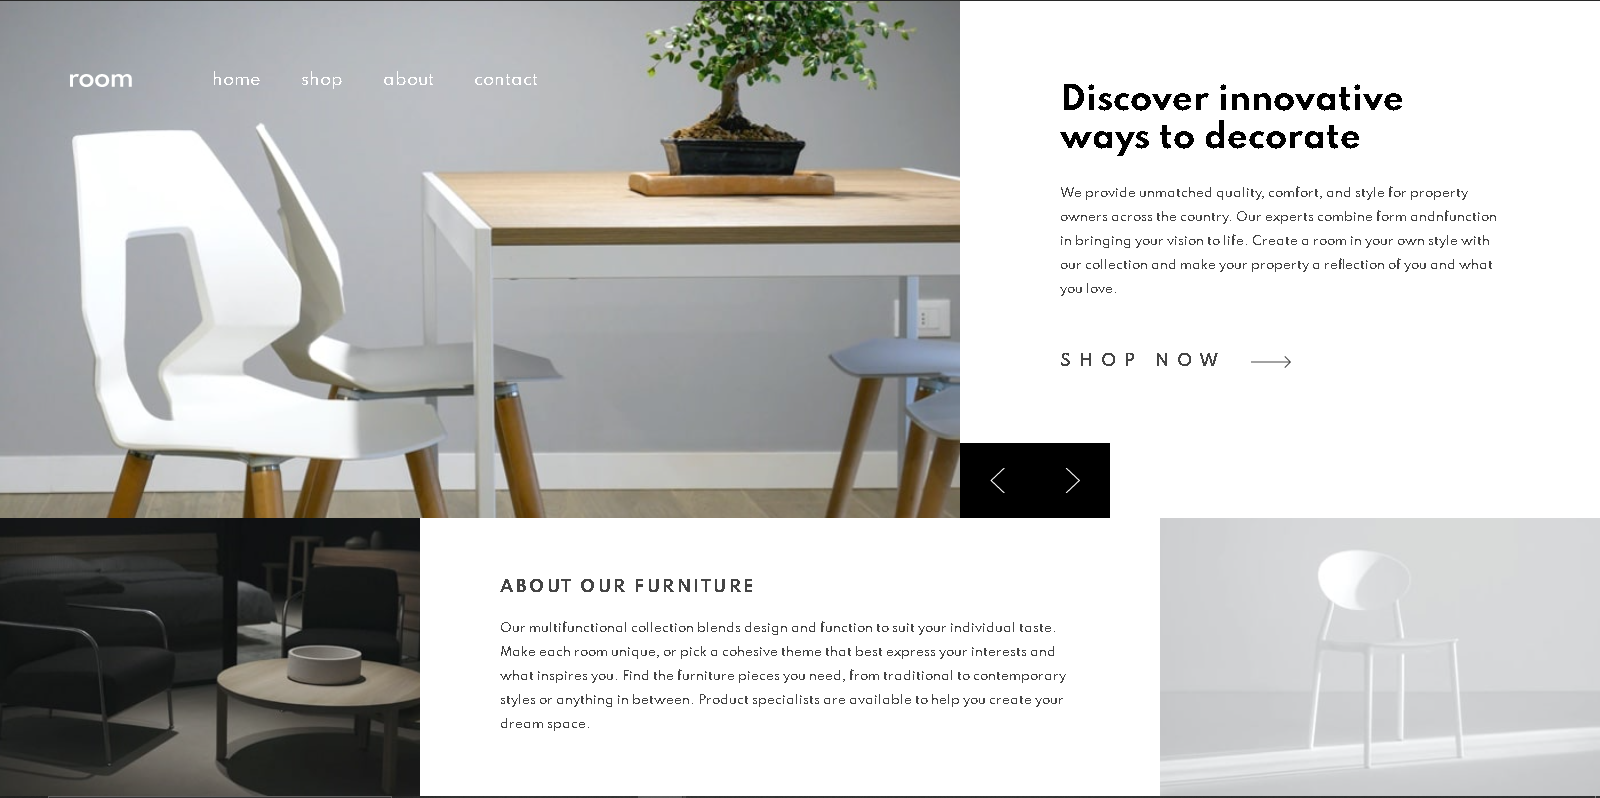 room
home shop about contact
Discover innovative
ways to decorate
We provide unmatched quality, comfort, and style for property
owners across the country. Our experts combine form andnfunction
in bringing your vision to life. Create a room in your own style with
our collection and make your property a reflection of you and what
you love.
SHOP NOW
ABOUT OUR FURNITURE
Our multifunctional collection blends design and function to suit your individual taste.
Make each room unique, or pick a cohesive theme that best express your interests and
what inspires you. Find the furniture pieces you need, from traditional to contemporary
styles or anything in between. Product specialists are available to help you create your
dream space.